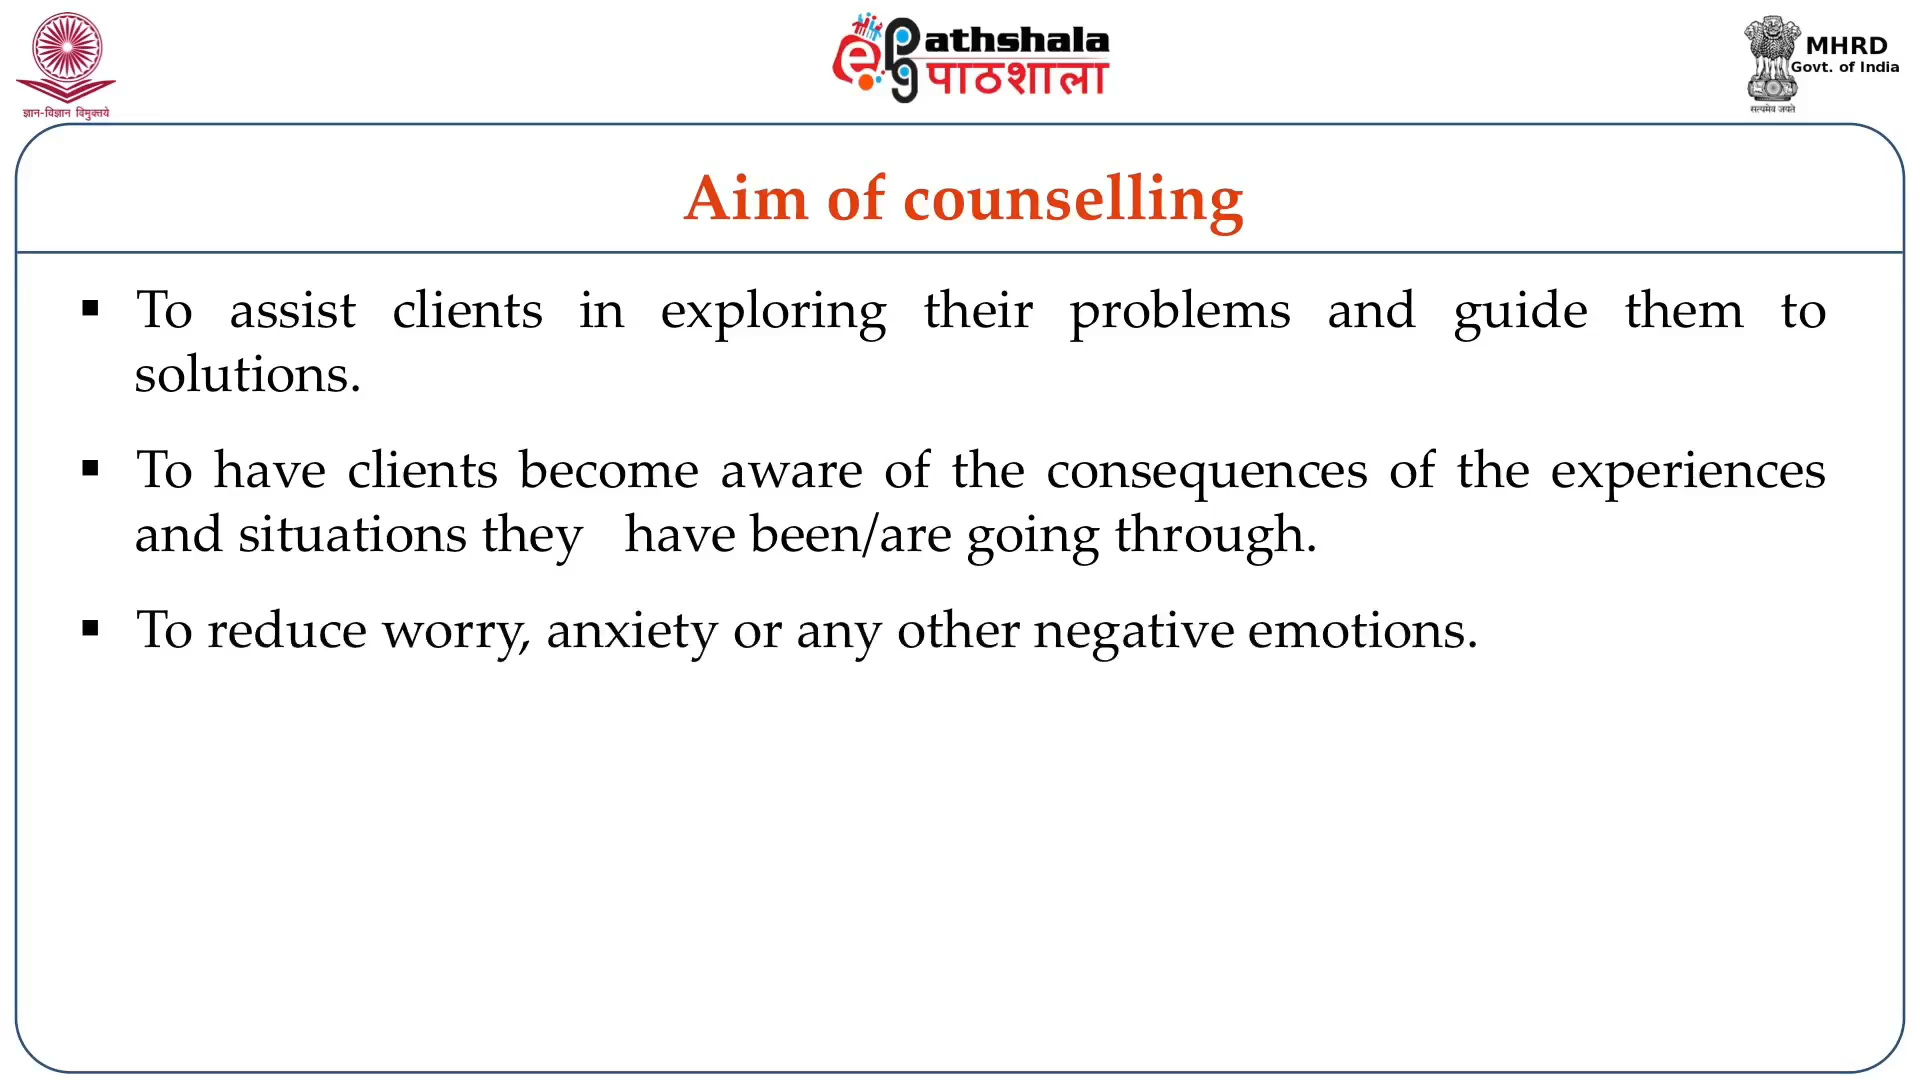 ज्ञान-विज्ञान विमुक्तये
e pg Pathshala
पाठशाला
MHRD
Govt. of India
सत्यमेव जयते
Aim of counselling
▪ To assist clients in exploring their problems and guide them to
solutions.
▪ To have clients become aware of the consequences of the experiences
and situations they have been/are going through.
▪ To reduce worry, anxiety or any other negative emotions.